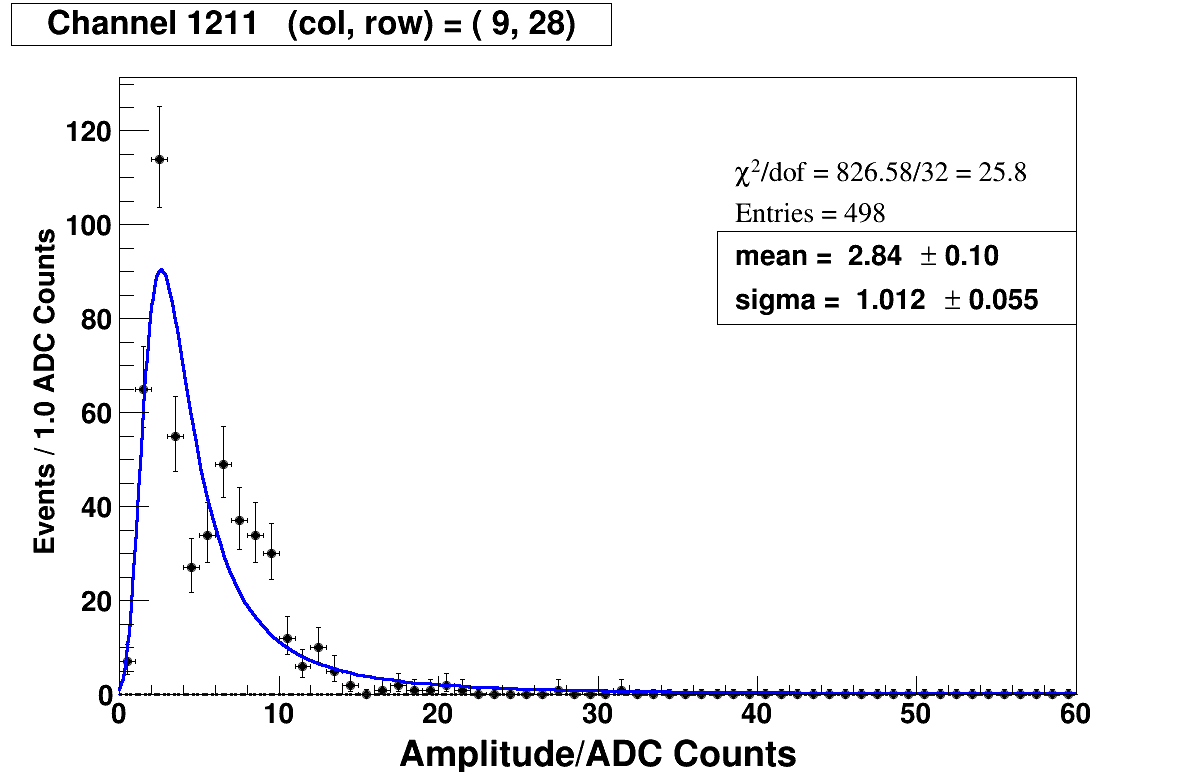 Channel 1211 (col, row) = ( 9, 28)
χ²/dof = 826.58/32 = 25.8
Entries = 498
mean = 2.84 ± 0.10
sigma = 1.012 ± 0.055
Events / 1.0 ADC Counts
120
100
80
60
40
20
0
0 10 20 30 40 50 60
Amplitude/ADC Counts